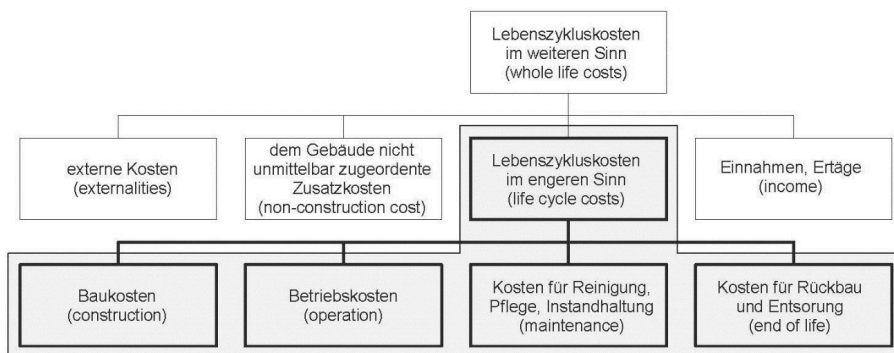 Lebenszykluskosten
im weiteren Sinn
(whole life costs)
externe Kosten
(externalities)
dem Gebäude nicht
unmittelbar zugeordente
Zusatzkosten
(non-construction cost)
Lebenszykluskosten
im engeren Sinn
(life cycle costs)
Einnahmen, Ertäge
(income)
Baukosten
(construction)
Betriebskosten
(operation)
Kosten für Reinigung,
Pflege, Instandhaltung
(maintenance)
Kosten für Rückbau
und Entsorung
(end of life)